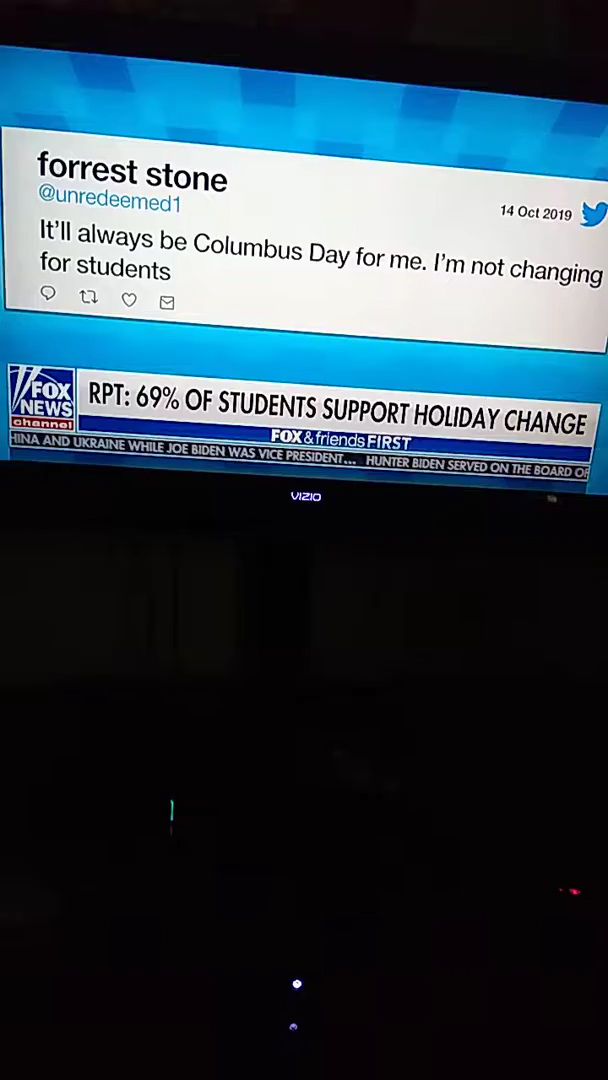 forrest stone
@unredeemed1
14 Oct 2019
It'll always be Columbus Day for me. I'm not changing
for students
FOX
NEWS
channel
RPT: 69% OF STUDENTS SUPPORT HOLIDAY CHANGE
FOX & friends FIRST
HINA AND UKRAINE WHILE JOE BIDEN WAS VICE PRESIDENT... HUNTER BIDEN SERVED ON THE BOARD OF
VIZIO